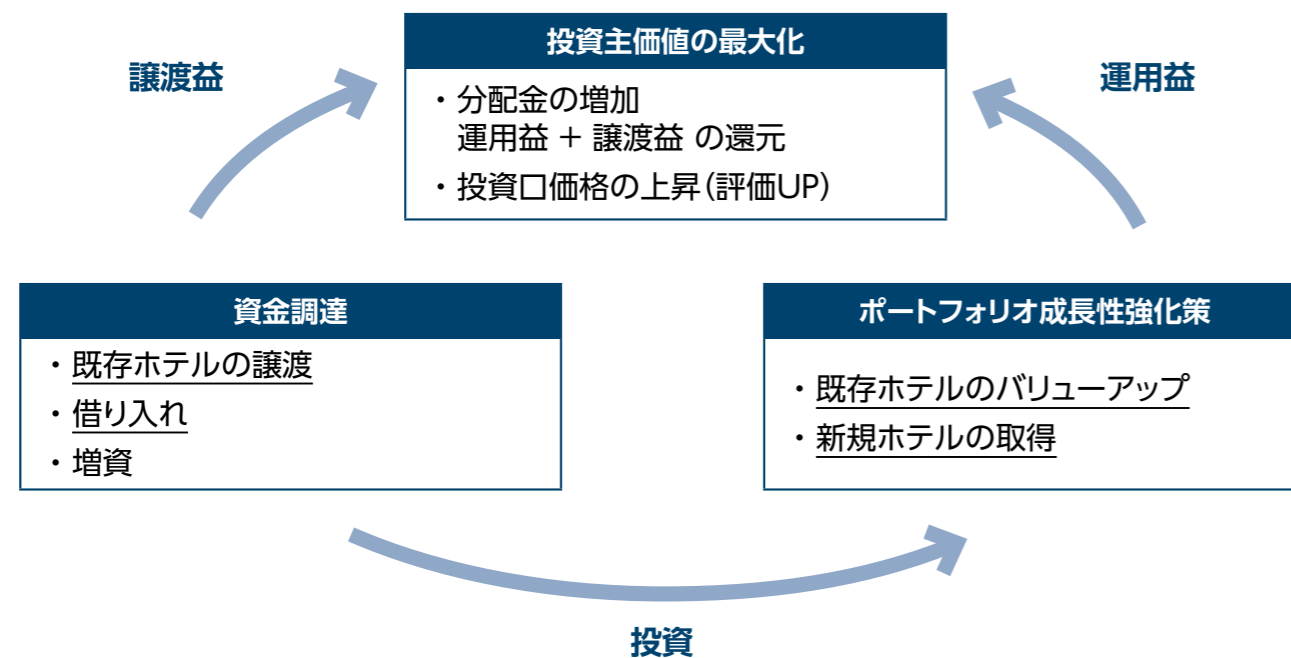 投資主価値の最大化
譲渡益
運用益
・分配金の増加
運用益 + 譲渡益 の還元
・投資口価格の上昇(評価UP)
資金調達
・既存ホテルの譲渡
・借り入れ
・増資
ポートフォリオ成長性強化策
・既存ホテルのバリューアップ
・新規ホテルの取得
投資